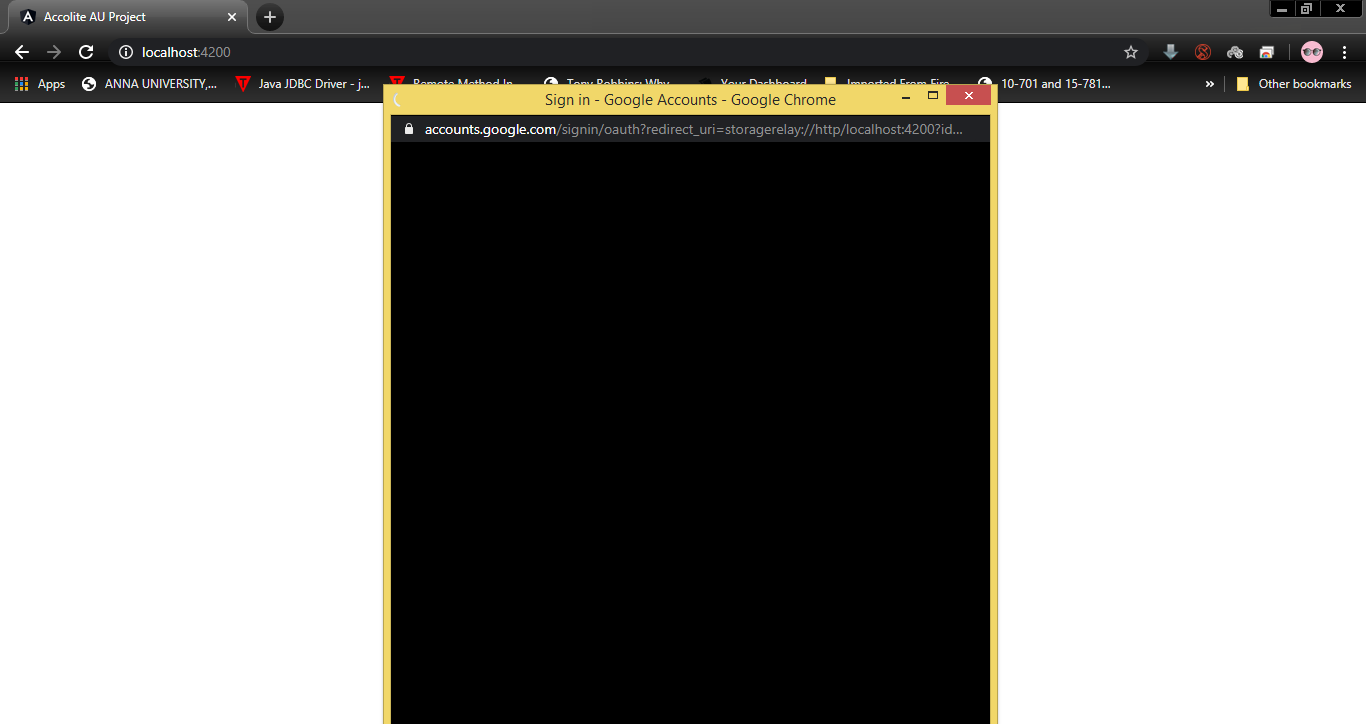 Accolite AU Project
localhost:4200
Apps
ANNA UNIVERSITY,...
Java JDBC Driver - j...
Remote Method In...
Tony Robbins: Why...
Your Dashboard
Imported From Fire...
10-701 and 15-781...
»
Other bookmarks
Sign in - Google Accounts - Google Chrome
accounts.google.com/signin/oauth?redirect_uri=storagerelay://http/localhost:4200?id...